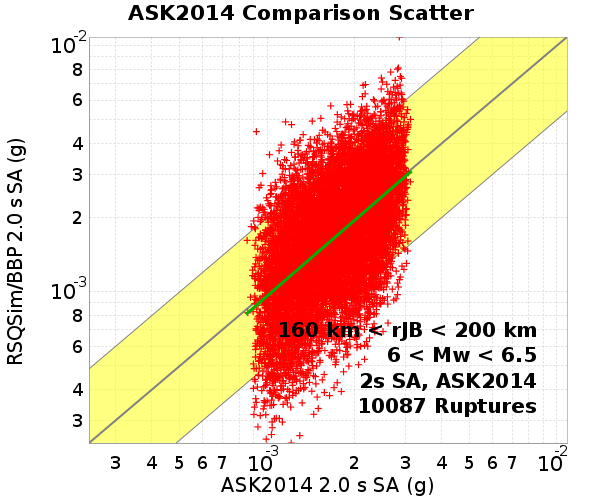 ASK2014 Comparison Scatter
RSQSim/BBP 2.0 s SA (g)
10-2
8
6
4
3
2
10-3
8
6
4
3
160 km < rJB < 200 km
6 < Mw < 6.5
2s SA, ASK2014
10087 Ruptures
3 4 5 6 7 10-3 2 3 4 5 6 7 10-2
ASK2014 2.0 s SA (g)